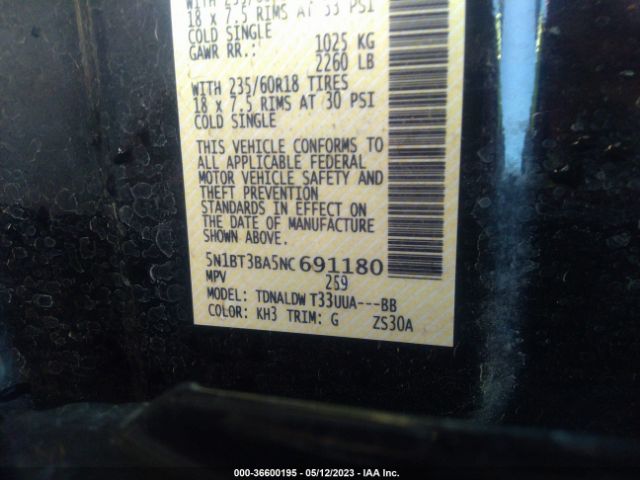 18 x 7.5 RIMS AT 33 PSI
COLD SINGLE
GAWR RR.: 1025 KG
2260 LB
WITH 235/60R18 TIRES
18 x 7.5 RIMS AT 30 PSI
COLD SINGLE
THIS VEHICLE CONFORMS TO
ALL APPLICABLE FEDERAL
MOTOR VEHICLE SAFETY AND
THEFT PREVENTION
STANDARDS IN EFFECT ON
THE DATE OF MANUFACTURE
SHOWN ABOVE.
5N1BT3BA5NC691180
MPV 259
MODEL: TDNALDW T33UUA---BB
COLOR: KH3 TRIM: G ZS30A
000-36600195 - 05/12/2023 - IAA Inc.